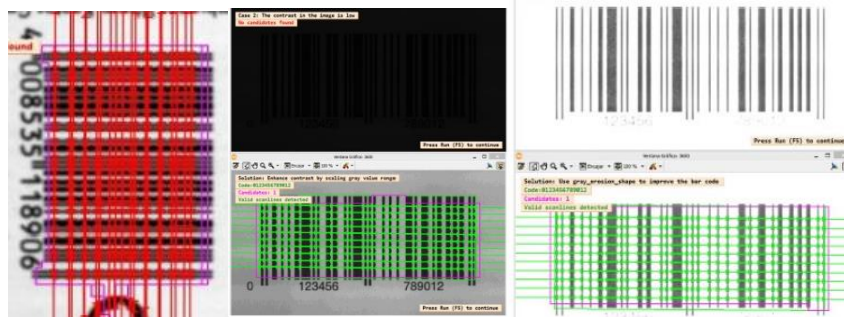 ound
4 008535 118906
Case 2: The contrast in the image is low
No candidates found
0
123456
789012
Press Run (F5) to continue
Solution: Enhance contrast by scaling gray value range
Code:0123456789012
Candidates: 1
Valid scanlines detected
0
123456
789012
Press Run (F5) to continue
123456
Press Run (F5) to continue
Solution: Use gray_erosion_shape to improve the bar code
Code:0123456789012
Candidates: 1
Valid scanlines detected